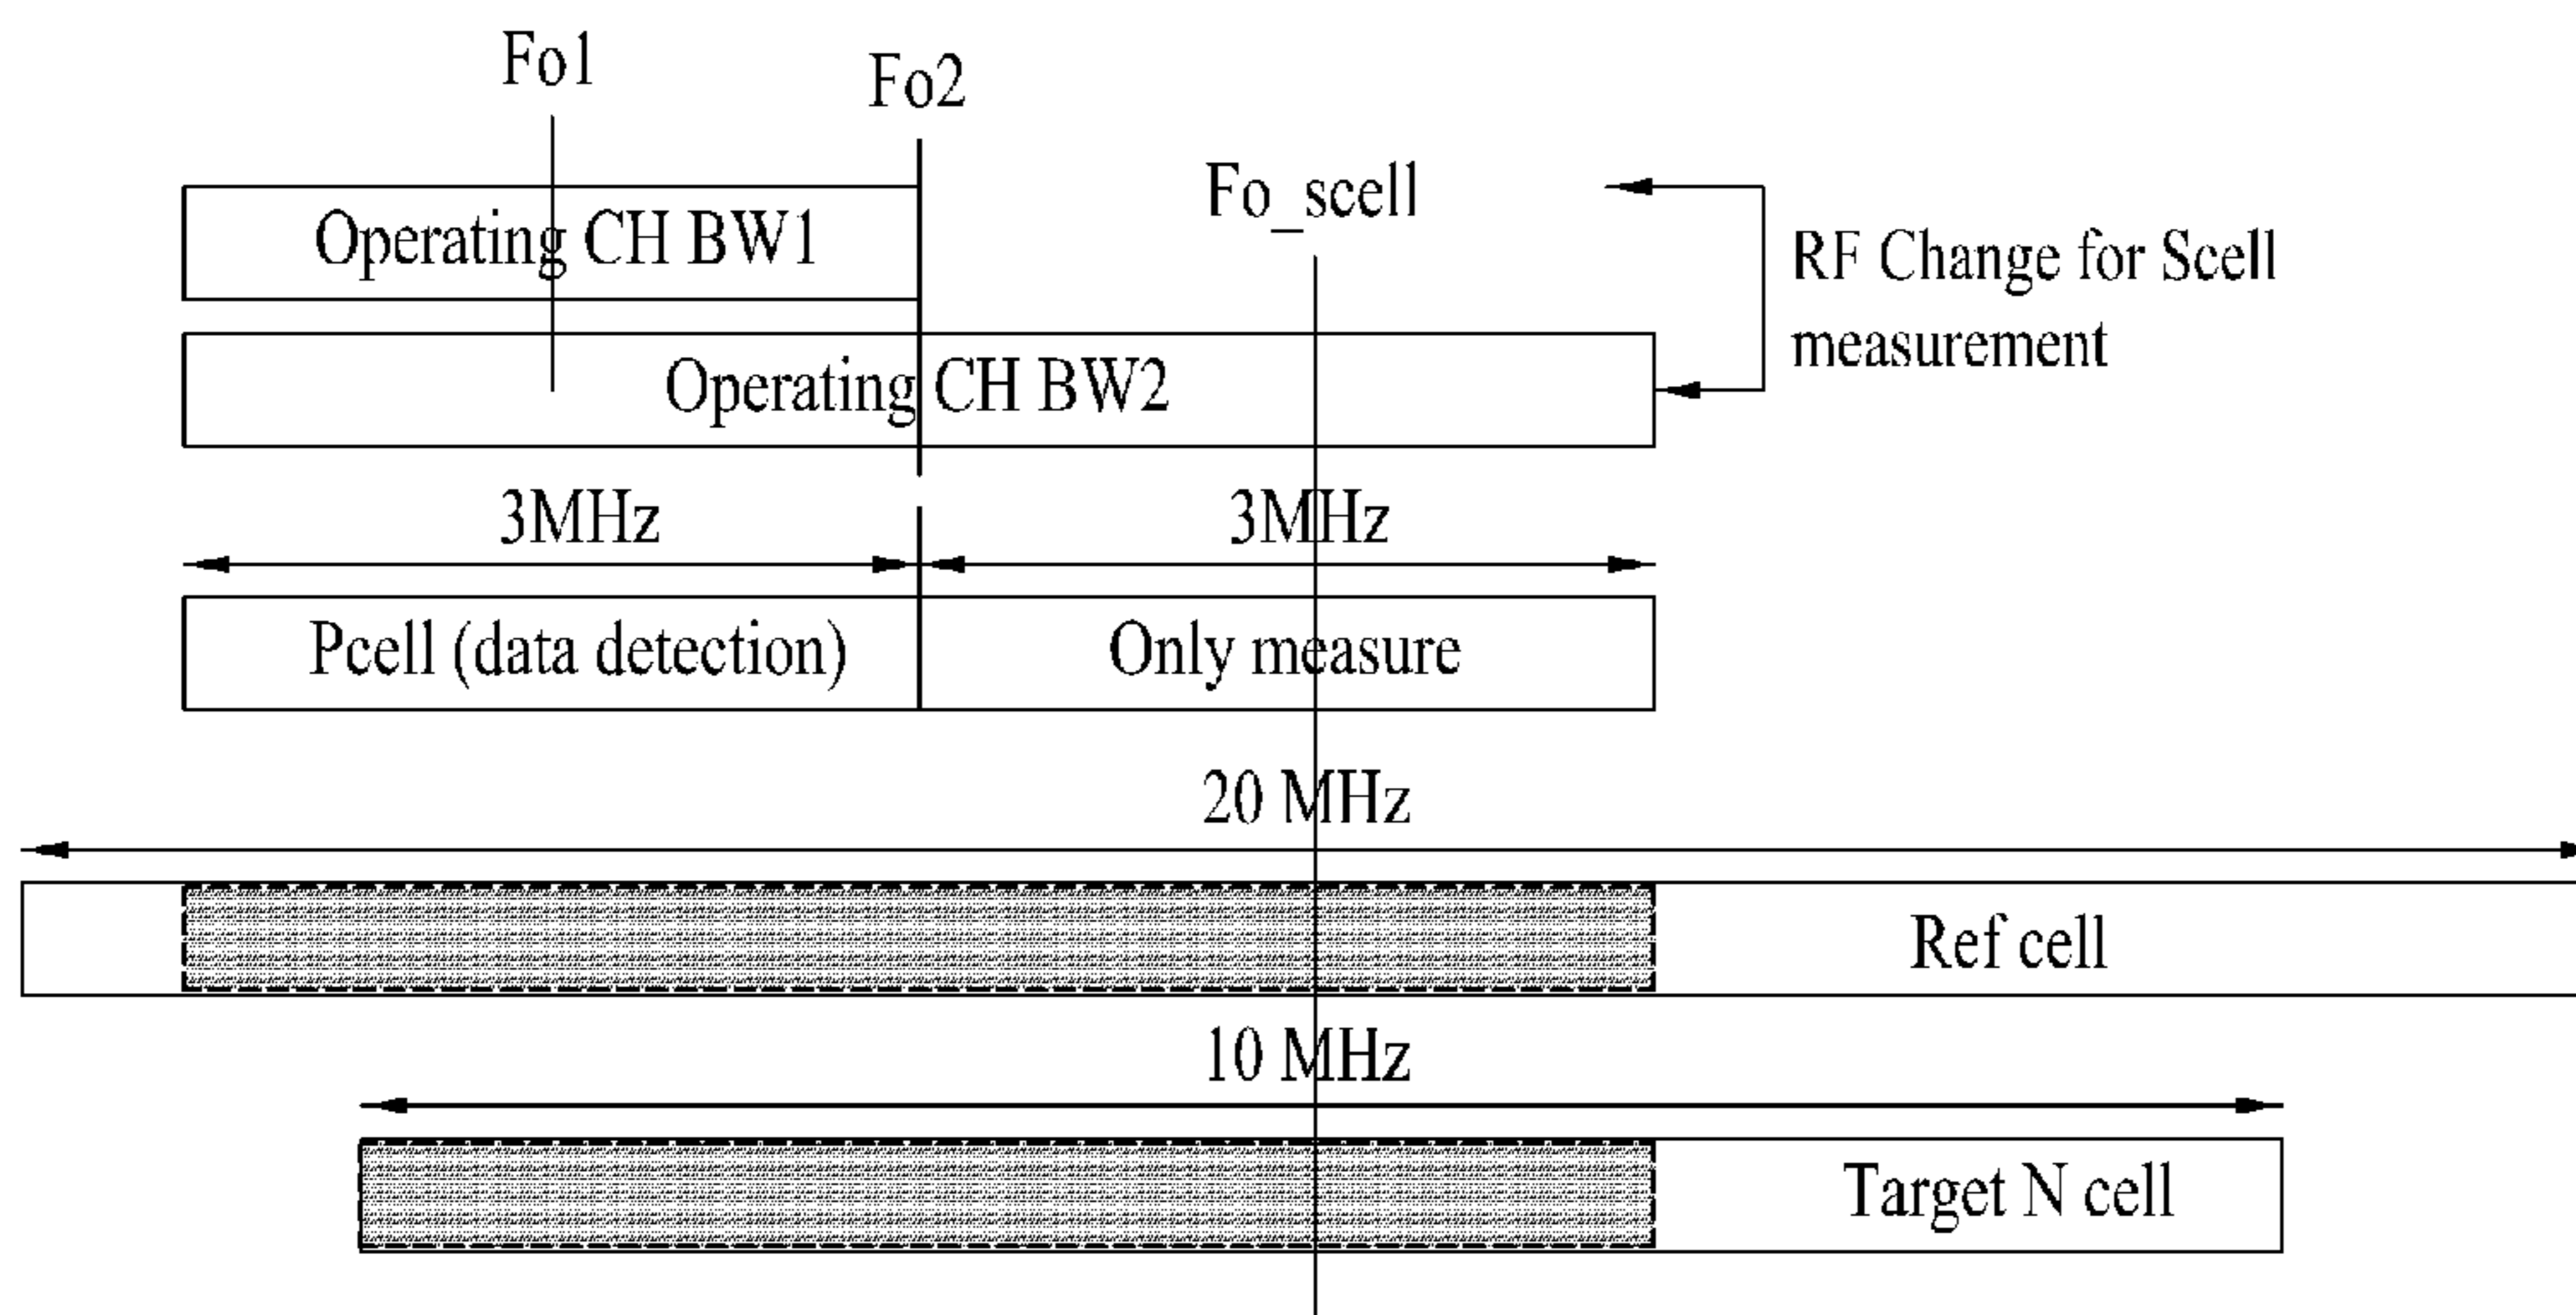 Fo1
Fo2
Fo_scell
Operating CH BW1
RF Change for Scell
measurement
Operating CH BW2
3MHz
3MHz
Pcell (data detection)
Only measure
20 MHz
Ref cell
10 MHz
Target N cell